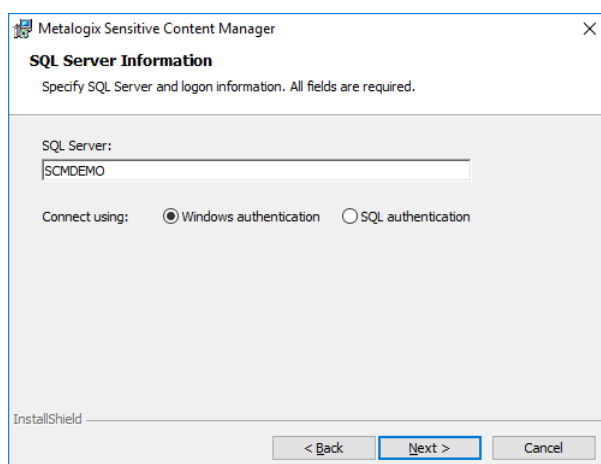 Metalogix Sensitive Content Manager
SQL Server Information
Specify SQL Server and logon information. All fields are required.
SQL Server:
SCMDEMO
Connect using: Windows authentication SQL authentication
InstallShield
< Back Next > Cancel